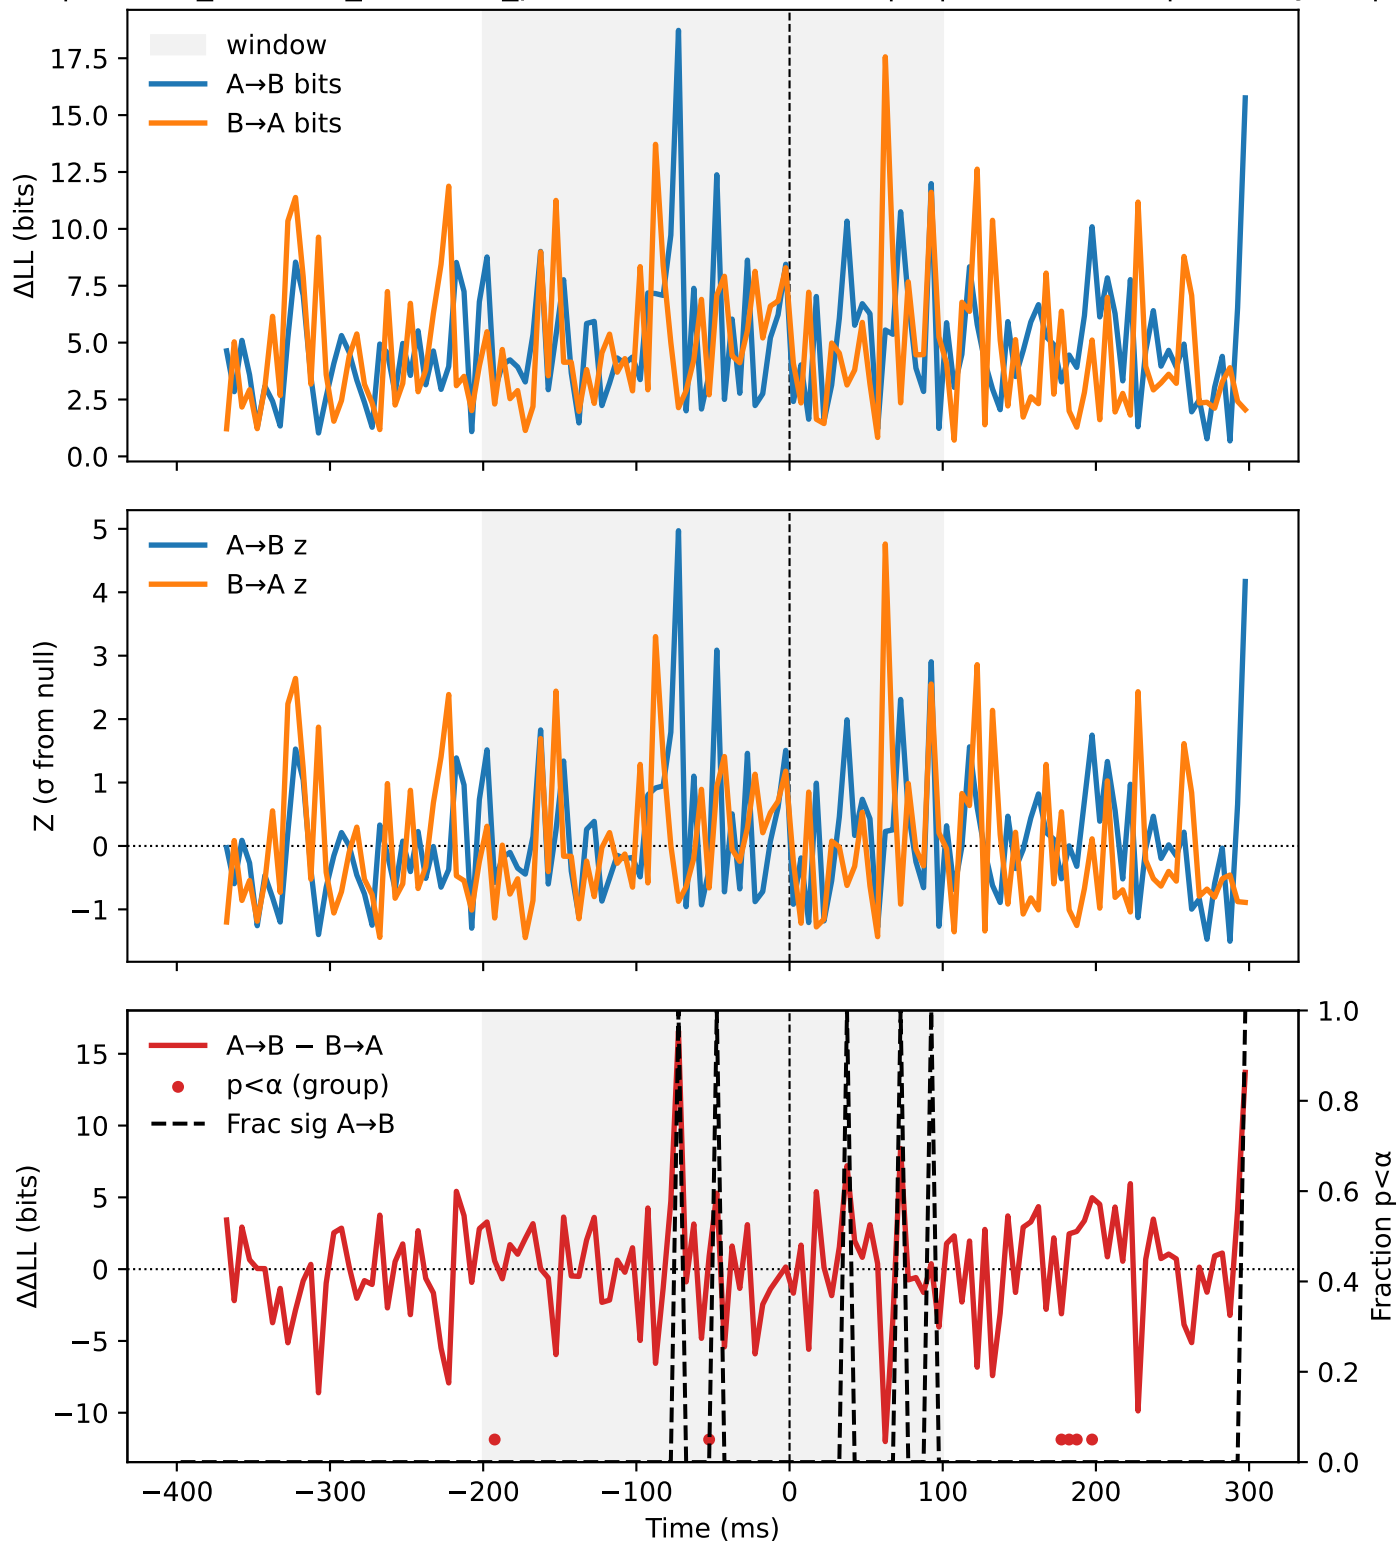 window
A→B bits
B→A bits
ΔLL (bits)
17.5
15.0
12.5
10.0
7.5
5.0
2.5
0.0
A→B z
B→A z
Z (σ from null)
5
4
3
2
1
0
−1
A→B − B→A
p<α (group)
Frac sig A→B
ΔΔLL (bits)
15
10
5
0
−5
−10
1.0
0.8
0.6
0.4
0.2
0.0
Fraction p<α
−400 −300 −200 −100 0 100 200 300
Time (ms)